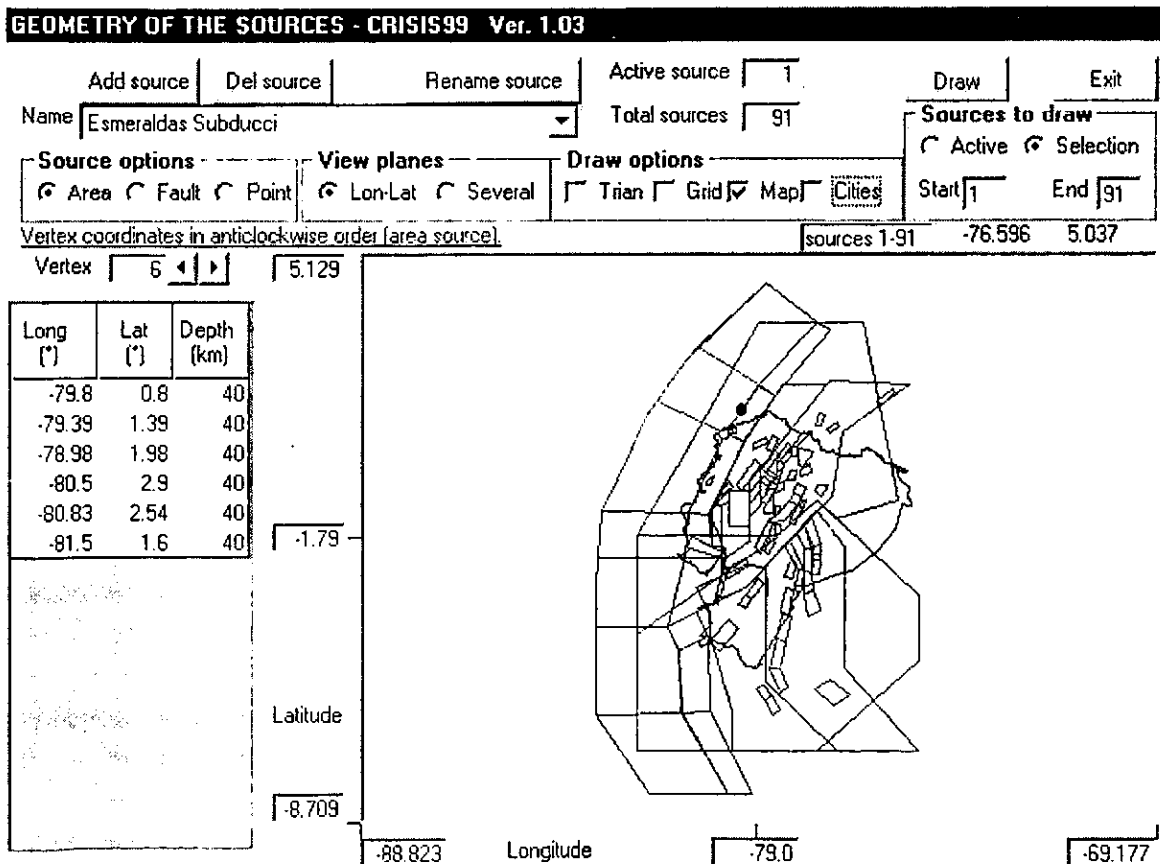 GEOMETRY OF THE SOURCES - CRISIS99 Ver. 1.03
Add source Del source Rename source Active source 1 Draw Exit
Name Esmeraldas Subducci Total sources 91 Sources to draw
Active Selection
Source options View planes Draw options
Area Fault Point Lon-Lat Several Trian Grid Map Cities Start 1 End 91
Vertex coordinates in anticlockwise order (area source). sources 1-91 -76.596 5.037
Vertex 6 5.129
Long Lat Depth
(°) (°) (km)
-79.8 0.8 40
-79.39 1.39 40
-78.98 1.98 40
-80.5 2.9 40
-80.83 2.54 40
-81.5 1.6 40
-1.79
Latitude
-8.709
-88.823 Longitude -79.0 -69.177